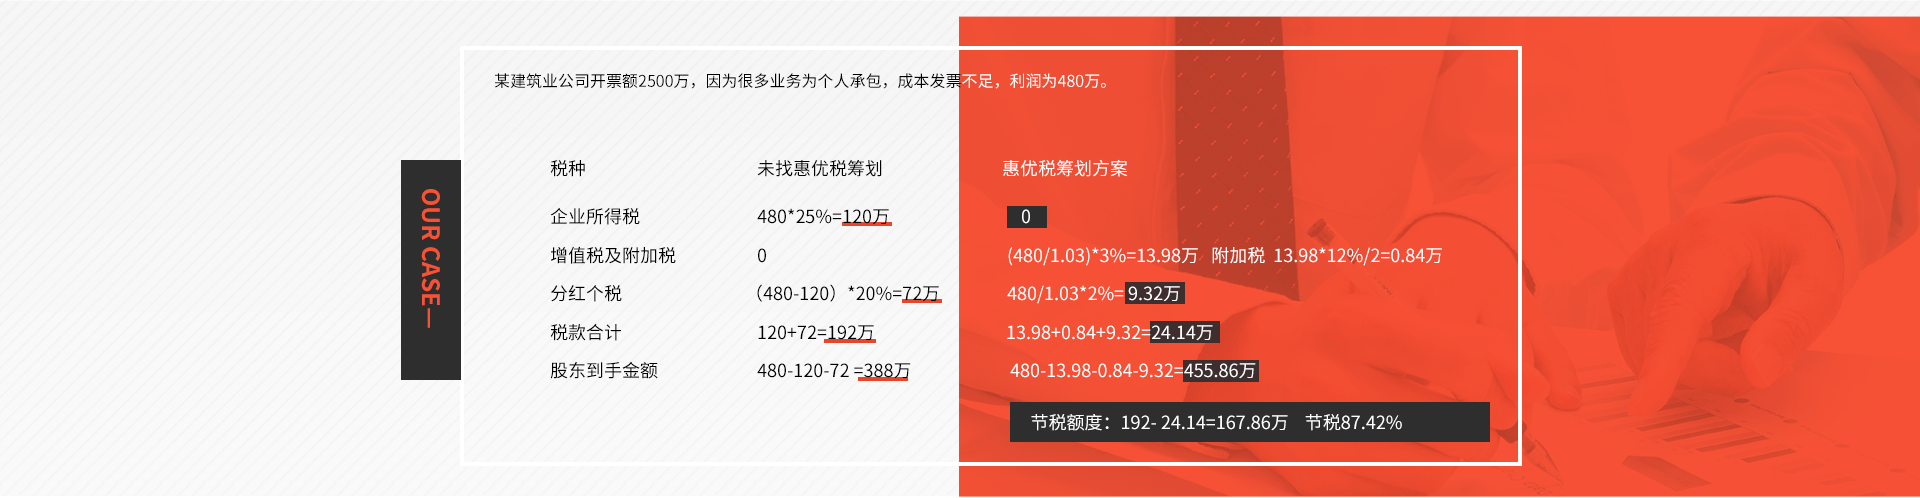 某建筑业公司开票额2500万，因为很多业务为个人承包，成本发票不足，利润为480万。
OUR CASE—
税种 未找惠优税筹划 惠优税筹划方案
企业所得税 480*25%=120万 0
增值税及附加税 0 (480/1.03)*3%=13.98万 附加税 13.98*12%/2=0.84万
分红个税 （480-120）*20%=72万 480/1.03*2%= 9.32万
税款合计 120+72=192万 13.98+0.84+9.32=24.14万
股东到手金额 480-120-72 =388万 480-13.98-0.84-9.32=455.86万
节税额度：192- 24.14=167.86万 节税87.42%